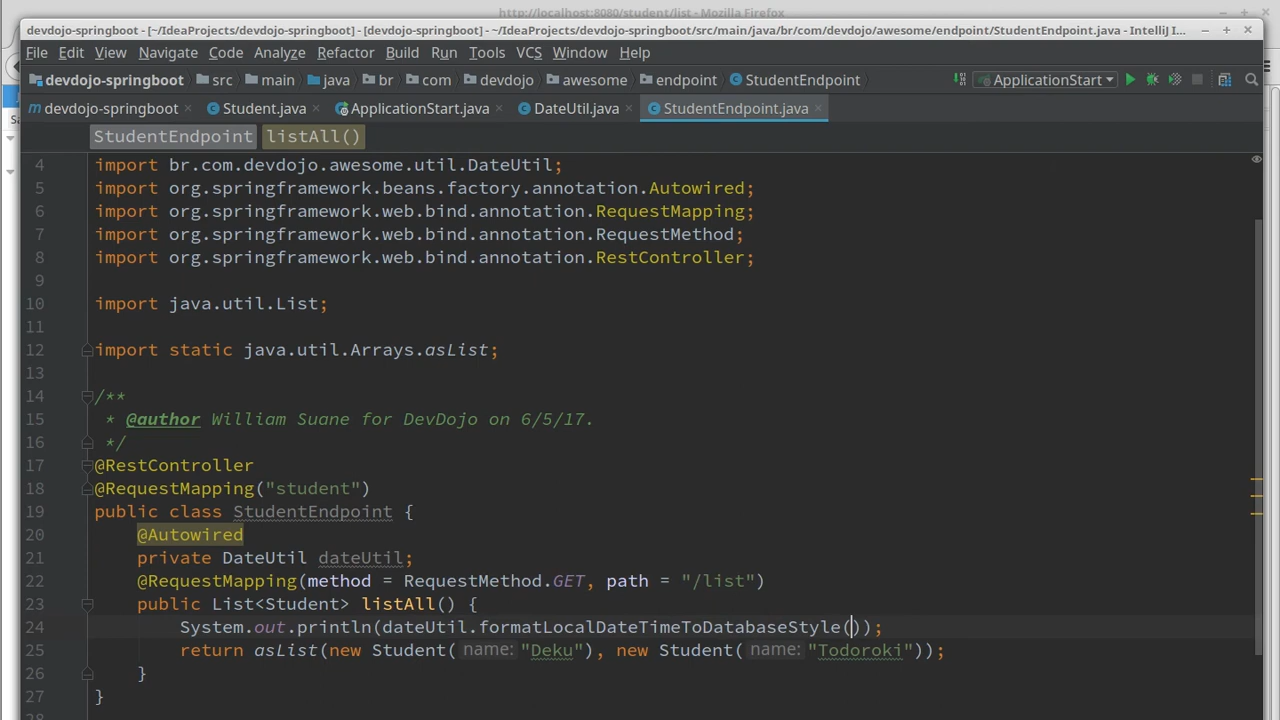 http://localhost:8080/student/list - Mozilla Firefox
devdojo-springboot - [~/IdeaProjects/devdojo-springboot] - [devdojo-springboot] - ~/IdeaProjects/devdojo-springboot/src/main/java/br/com/devdojo/awesome/endpoint/StudentEndpoint.java - IntelliJ I...
File Edit View Navigate Code Analyze Refactor Build Run Tools VCS Window Help
devdojo-springboot src main java br com devdojo awesome endpoint StudentEndpoint ApplicationStart
devdojo-springboot Student.java ApplicationStart.java DateUtil.java StudentEndpoint.java
StudentEndpoint listAll()
4 import br.com.devdojo.awesome.util.DateUtil;
5 import org.springframework.beans.factory.annotation.Autowired;
6 import org.springframework.web.bind.annotation.RequestMapping;
7 import org.springframework.web.bind.annotation.RequestMethod;
8 import org.springframework.web.bind.annotation.RestController;
9
10 import java.util.List;
11
12 import static java.util.Arrays.asList;
13
14 /**
15 * @author William Suane for DevDojo on 6/5/17.
16 */
17 @RestController
18 @RequestMapping("student")
19 public class StudentEndpoint {
20 @Autowired
21 private DateUtil dateUtil;
22 @RequestMapping(method = RequestMethod.GET, path = "/list")
23 public List<Student> listAll() {
24 System.out.println(dateUtil.formatLocalDateTimeToDatabaseStyle());
25 return asList(new Student( name: "Deku"), new Student( name: "Todoroki"));
26 }
27 }
28